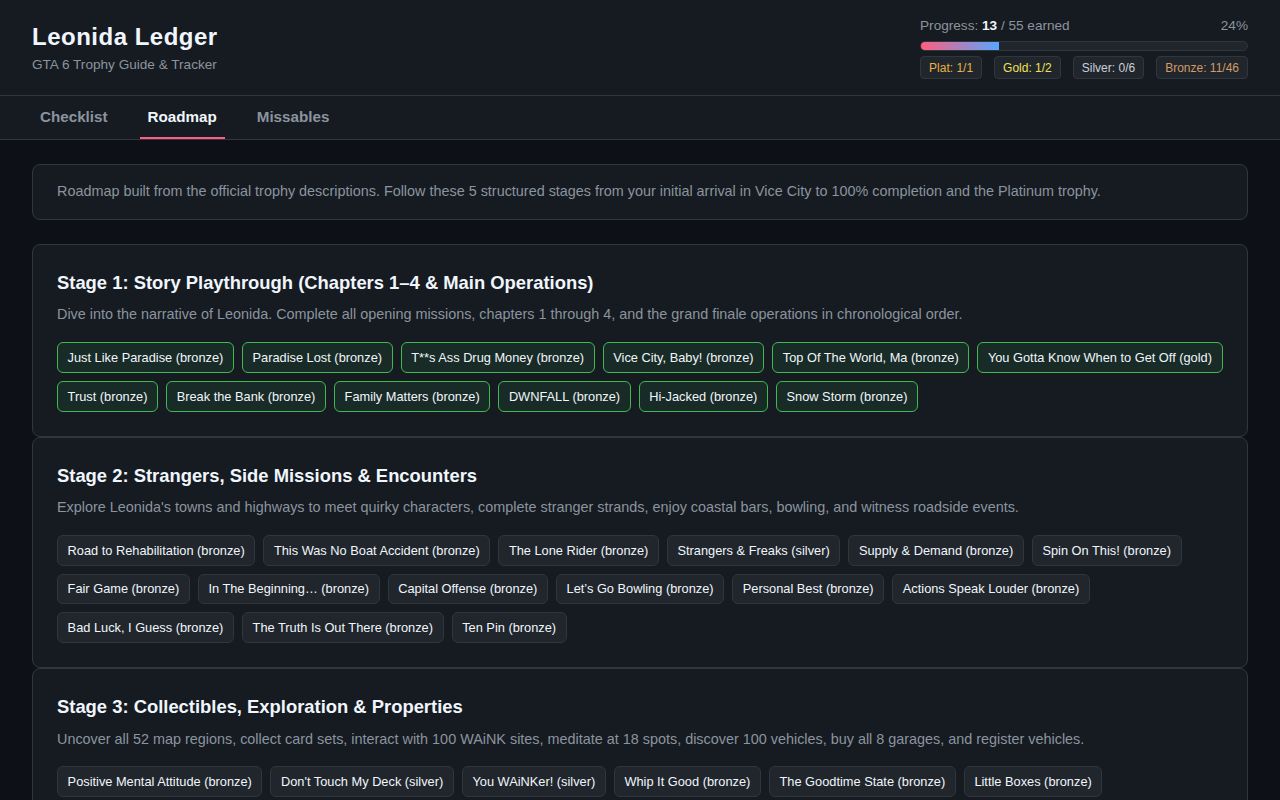 Leonida Ledger
GTA 6 Trophy Guide & Tracker
Progress: 13 / 55 earned 24%
Plat: 1/1 Gold: 1/2 Silver: 0/6 Bronze: 11/46
Checklist Roadmap Missables
Roadmap built from the official trophy descriptions. Follow these 5 structured stages from your initial arrival in Vice City to 100% completion and the Platinum trophy.
Stage 1: Story Playthrough (Chapters 1–4 & Main Operations)
Dive into the narrative of Leonida. Complete all opening missions, chapters 1 through 4, and the grand finale operations in chronological order.
Just Like Paradise (bronze) Paradise Lost (bronze) T**s Ass Drug Money (bronze) Vice City, Baby! (bronze) Top Of The World, Ma (bronze) You Gotta Know When to Get Off (gold)
Trust (bronze) Break the Bank (bronze) Family Matters (bronze) DWNFALL (bronze) Hi-Jacked (bronze) Snow Storm (bronze)
Stage 2: Strangers, Side Missions & Encounters
Explore Leonida's towns and highways to meet quirky characters, complete stranger strands, enjoy coastal bars, bowling, and witness roadside events.
Road to Rehabilitation (bronze) This Was No Boat Accident (bronze) The Lone Rider (bronze) Strangers & Freaks (silver) Supply & Demand (bronze) Spin On This! (bronze)
Fair Game (bronze) In The Beginning… (bronze) Capital Offense (bronze) Let's Go Bowling (bronze) Personal Best (bronze) Actions Speak Louder (bronze)
Bad Luck, I Guess (bronze) The Truth Is Out There (bronze) Ten Pin (bronze)
Stage 3: Collectibles, Exploration & Properties
Uncover all 52 map regions, collect card sets, interact with 100 WAiNK sites, meditate at 18 spots, discover 100 vehicles, buy all 8 garages, and register vehicles.
Positive Mental Attitude (bronze) Don't Touch My Deck (silver) You WAiNKer! (silver) Whip It Good (bronze) The Goodtime State (bronze) Little Boxes (bronze)